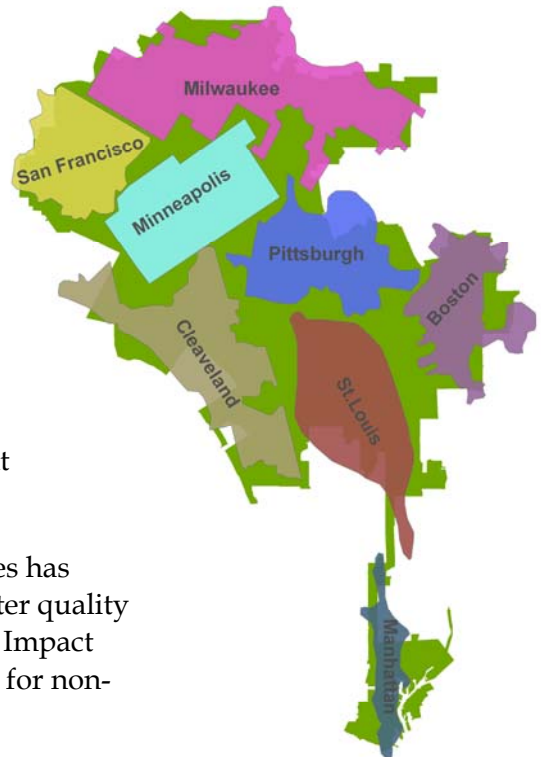 Milwaukee
San Francisco
Minneapolis
Pittsburgh
Boston
Cleaveland
St.Louis
t
es has
ter quality
Impact
for non-
Manhattan